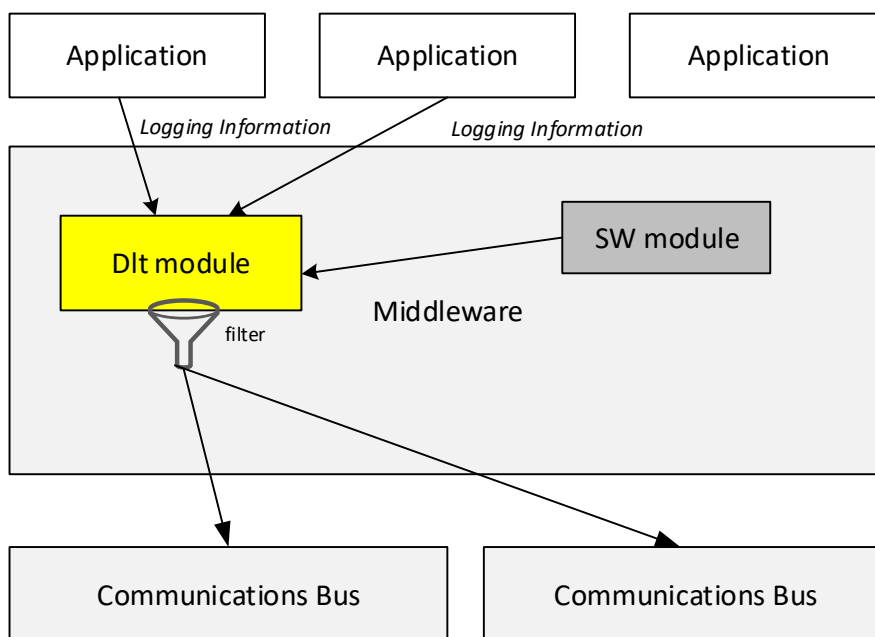 Application
Application
Application
Logging Information
Logging Information
Dlt module
SW module
filter
Middleware
Communications Bus
Communications Bus